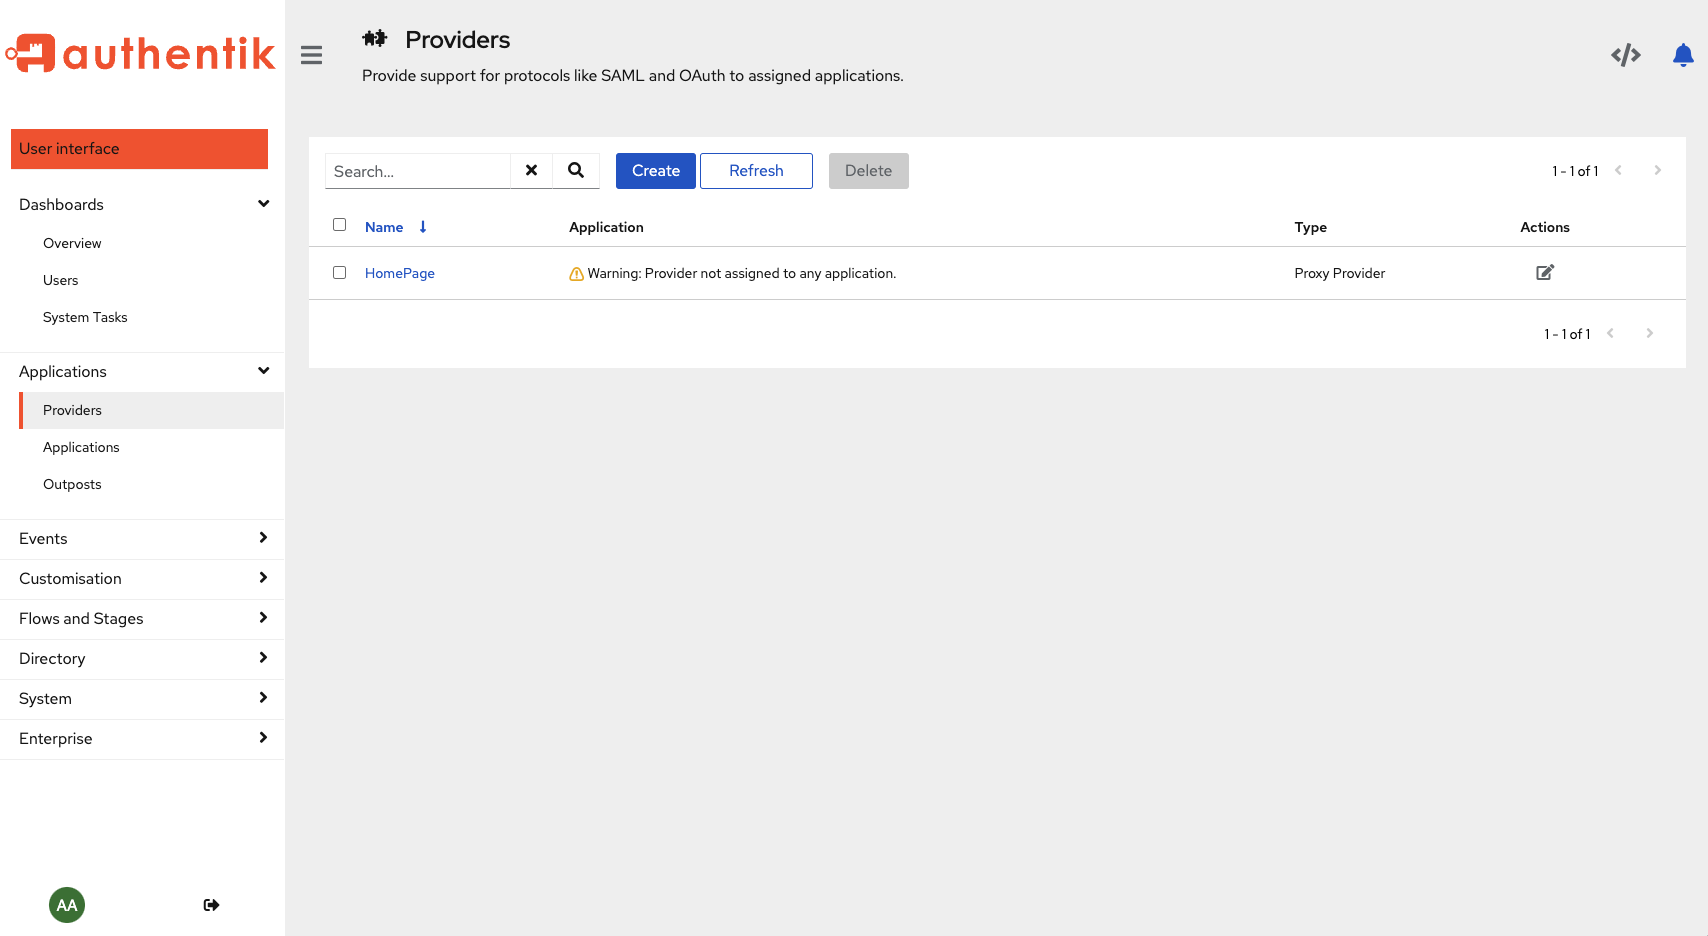 authentik
User interface
Dashboards
Overview
Users
System Tasks
Applications
Providers
Applications
Outposts
Events
Customisation
Flows and Stages
Directory
System
Enterprise
AA
Providers
Provide support for protocols like SAML and OAuth to assigned applications.
Search...
Create
Refresh
Delete
1 - 1 of 1
Name
Application
Type
Actions
HomePage
Warning: Provider not assigned to any application.
Proxy Provider
1 - 1 of 1